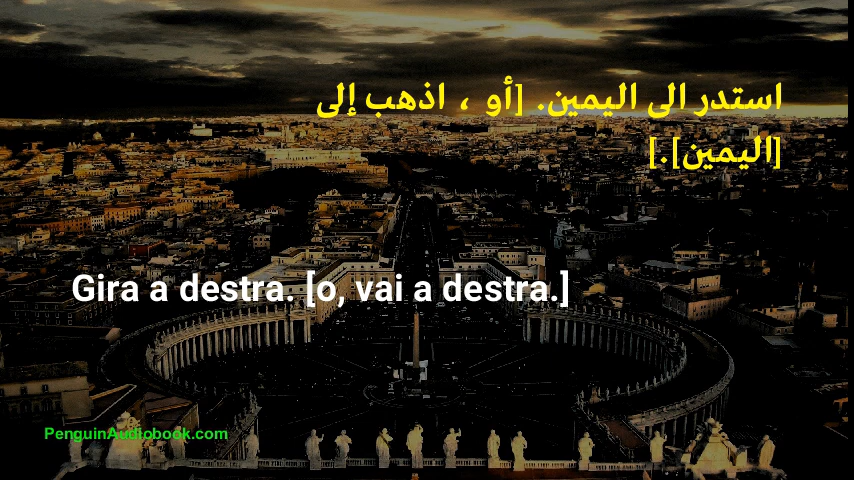 استدر الى اليمين. [أو ، اذهب إلى
[اليمين].]
Gira a destra. [o, vai a destra.]
PenguinAudiobook.com